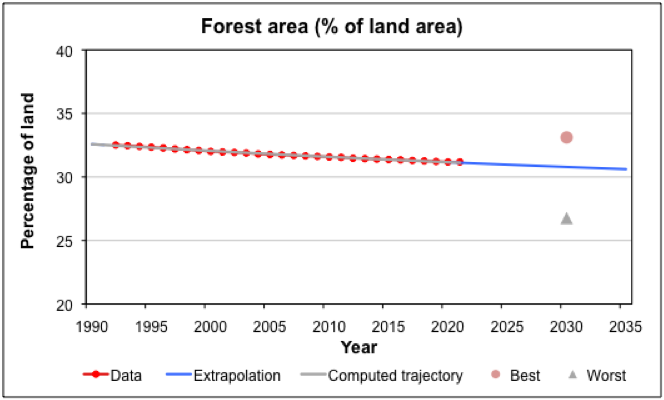 Forest area (% of land area)
40
35
30
25
20
Percentage of land
1990 1995 2000 2005 2010 2015 2020 2025 2030 2035
Year
Data Extrapolation Computed trajectory Best Worst